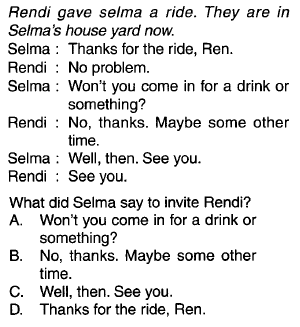 Rendi gave selma a ride. They are in
Selma's house yard now.
Selma : Thanks for the ride, Ren.
Rendi : No problem.
Selma : Won't you come in for a drink or
something?
Rendi : No, thanks. Maybe some other
time.
Selma : Well, then. See you.
Rendi : See you.
What did Selma say to invite Rendi?
A. Won't you come in for a drink or
something?
B. No, thanks. Maybe some other
time.
C. Well, then. See you.
D. Thanks for the ride, Ren.